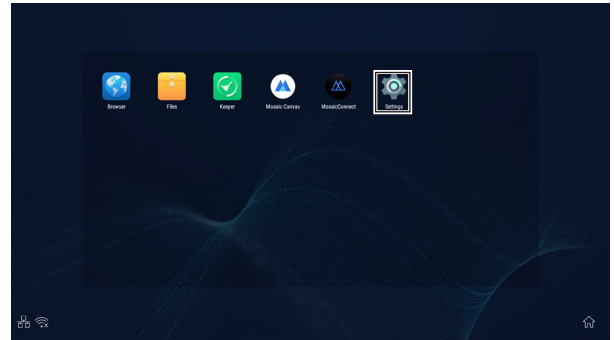 Browser
Files
Keeper
Mosaic Canvas
MosaicConnect
Settings